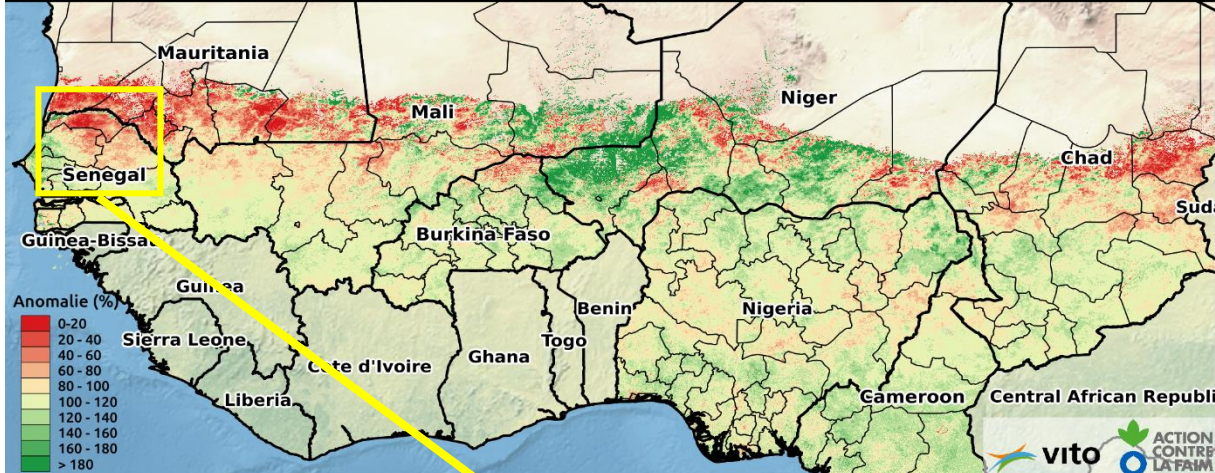 Mauritania
Mali
Niger
Chad
Senegal
Suda
Guinea-Bissau
Burkina Faso
Guinea
Benin
Nigeria
Anomalie (%)
0-20
20 - 40
40 - 60
60 - 80
80 - 100
100 - 120
120 - 140
140 - 160
160 - 180
> 180
Sierra Leone
Cote d'Ivoire
Ghana
Togo
Liberia
Cameroon
Central African Republi
vito
ACTION
CONTRE
LA FAIM